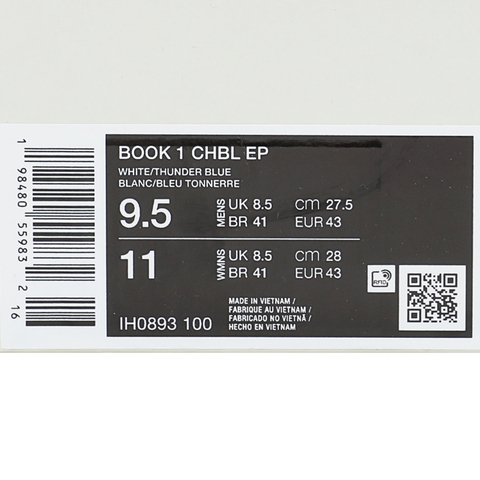 BOOK 1 CHBL EP
WHITE/THUNDER BLUE
BLANC/BLEU TONNERRE
9.5 MENS UK 8.5 CM 27.5
BR 41 EUR 43
11 WMNS UK 8.5 CM 28
BR 41 EUR 43
MADE IN VIETNAM /
FABRIQUÉ AU VIETNAM /
FABRICADO NO VIETNÃ /
HECHO EN VIETNAM
IH0893 100
RFID
1 98480 55983 2 16